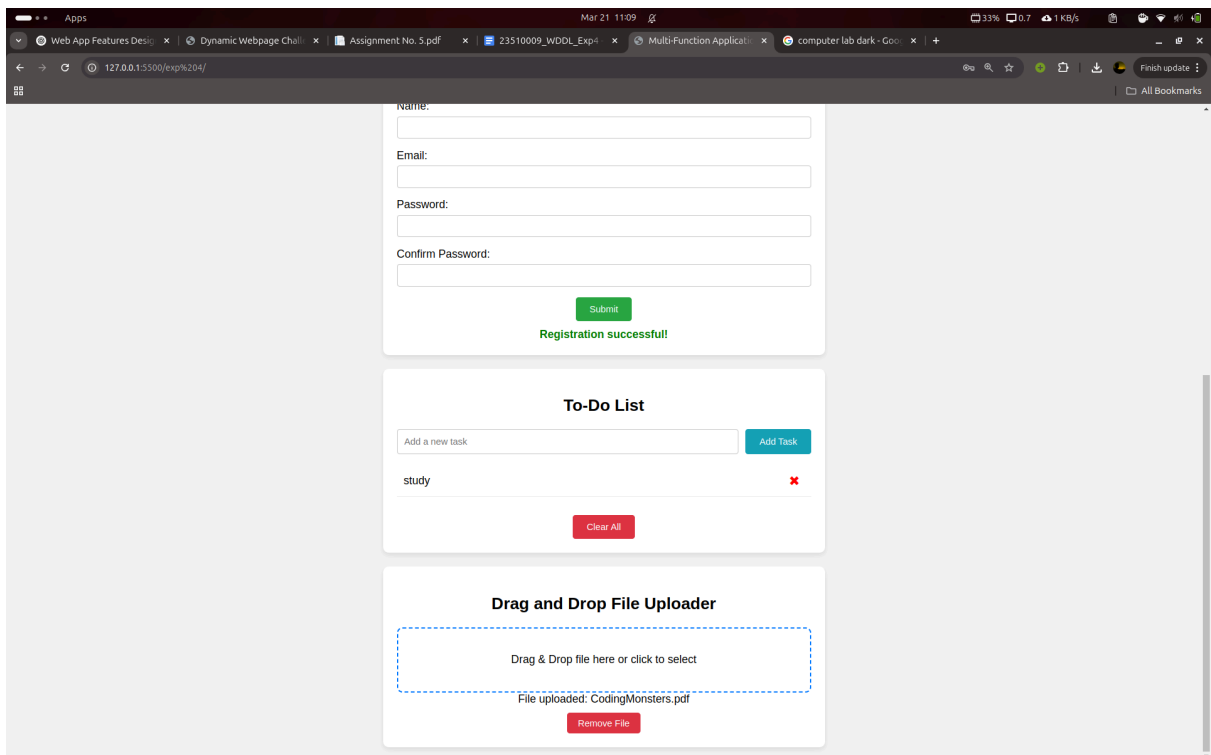 Apps
Mar 21 11:09
33% 0.7 1 KB/s
Web App Features Desig
Dynamic Webpage Chall
Assignment No. 5.pdf
23510009_WDDL_Exp4
Multi-Function Applicati
computer lab dark - Goo
127.0.0.1:5500/exp%204/
Finish update
All Bookmarks
Name:
Email:
Password:
Confirm Password:
Submit
Registration successful!
To-Do List
Add a new task
Add Task
study
Clear All
Drag and Drop File Uploader
Drag & Drop file here or click to select
File uploaded: CodingMonsters.pdf
Remove File